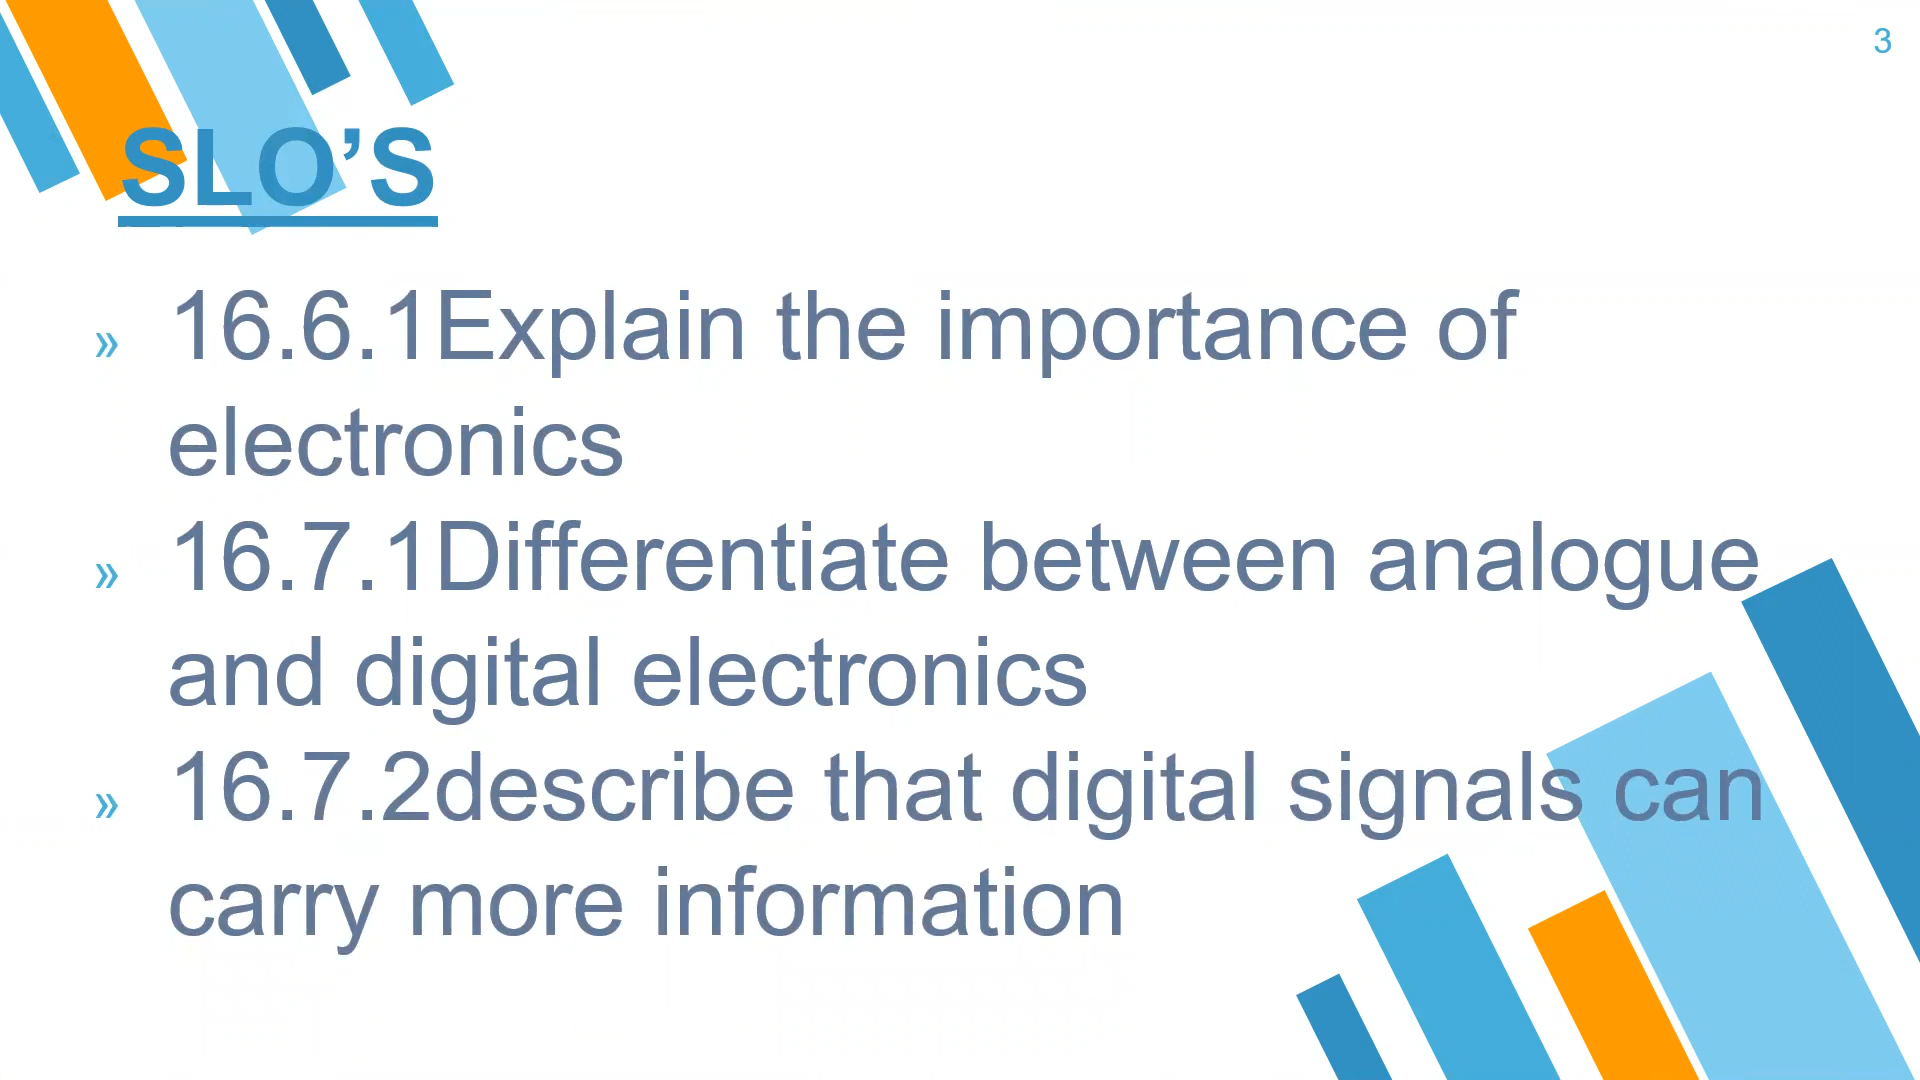 3
SLO’S
» 16.6.1Explain the importance of
electronics
» 16.7.1Differentiate between analogue
and digital electronics
» 16.7.2describe that digital signals can
carry more information